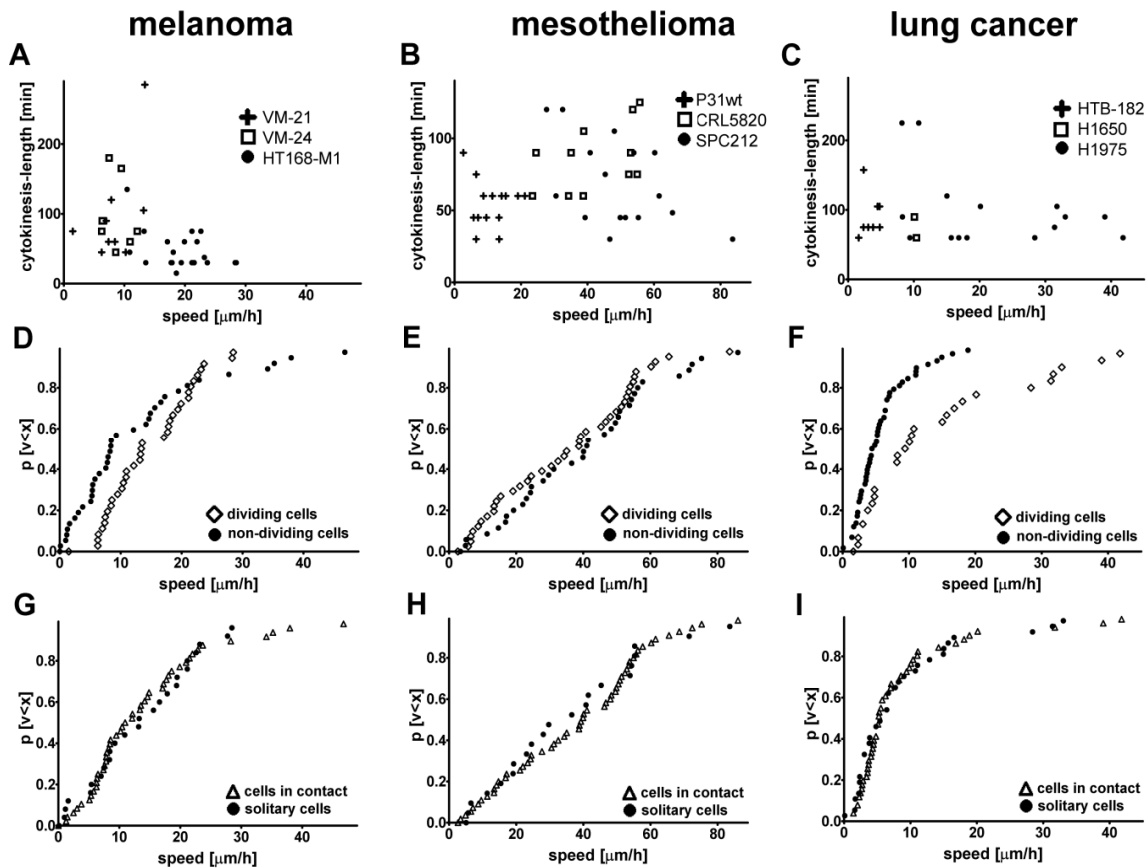 melanoma
mesothelioma
lung cancer
A
cytokinesis-length [min]
200
100
0
0 10 20 30 40
speed [µm/h]
VM-21
VM-24
HT168-M1
B
cytokinesis-length [min]
100
50
0
0 20 40 60 80
speed [µm/h]
P31wt
CRL5820
SPC212
C
cytokinesis-length [min]
200
100
0
0 10 20 30 40
speed [µm/h]
HTB-182
H1650
H1975
D
p [v<x]
0.8
0.6
0.4
0.2
0.0
0 10 20 30 40
speed [µm/h]
dividing cells
non-dividing cells
E
p [v<x]
0.8
0.6
0.4
0.2
0.0
0 20 40 60 80
speed [µm/h]
dividing cells
non-dividing cells
F
p [v<x]
0.8
0.6
0.4
0.2
0.0
0 10 20 30 40
speed [µm/h]
dividing cells
non-dividing cells
G
p [v<x]
0.8
0.6
0.4
0.2
0.0
0 10 20 30 40
speed [µm/h]
cells in contact
solitary cells
H
p [v<x]
0.8
0.6
0.4
0.2
0.0
0 20 40 60 80
speed [µm/h]
cells in contact
solitary cells
I
p [v<x]
0.8
0.6
0.4
0.2
0.0
0 10 20 30 40
speed [µm/h]
cells in contact
solitary cells